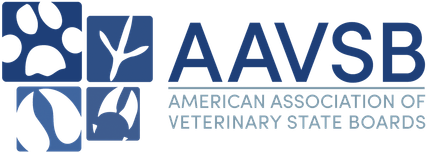 AAVSB
AMERICAN ASSOCIATION OF
VETERINARY STATE BOARDS